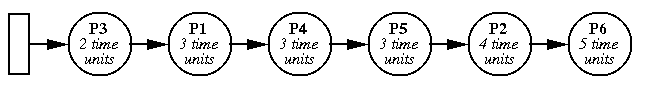 P3
2 time
units
P1
3 time
units
P4
3 time
units
P5
3 time
units
P2
4 time
units
P6
5 time
units